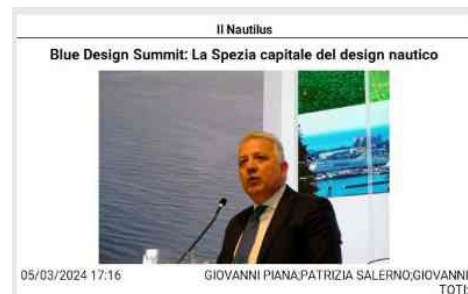 Il Nautilus
Blue Design Summit: La Spezia capitale del design nautico
05/03/2024 17:16
GIOVANNI PIANA;PATRIZIA SALERNO;GIOVANNI
TOTI;